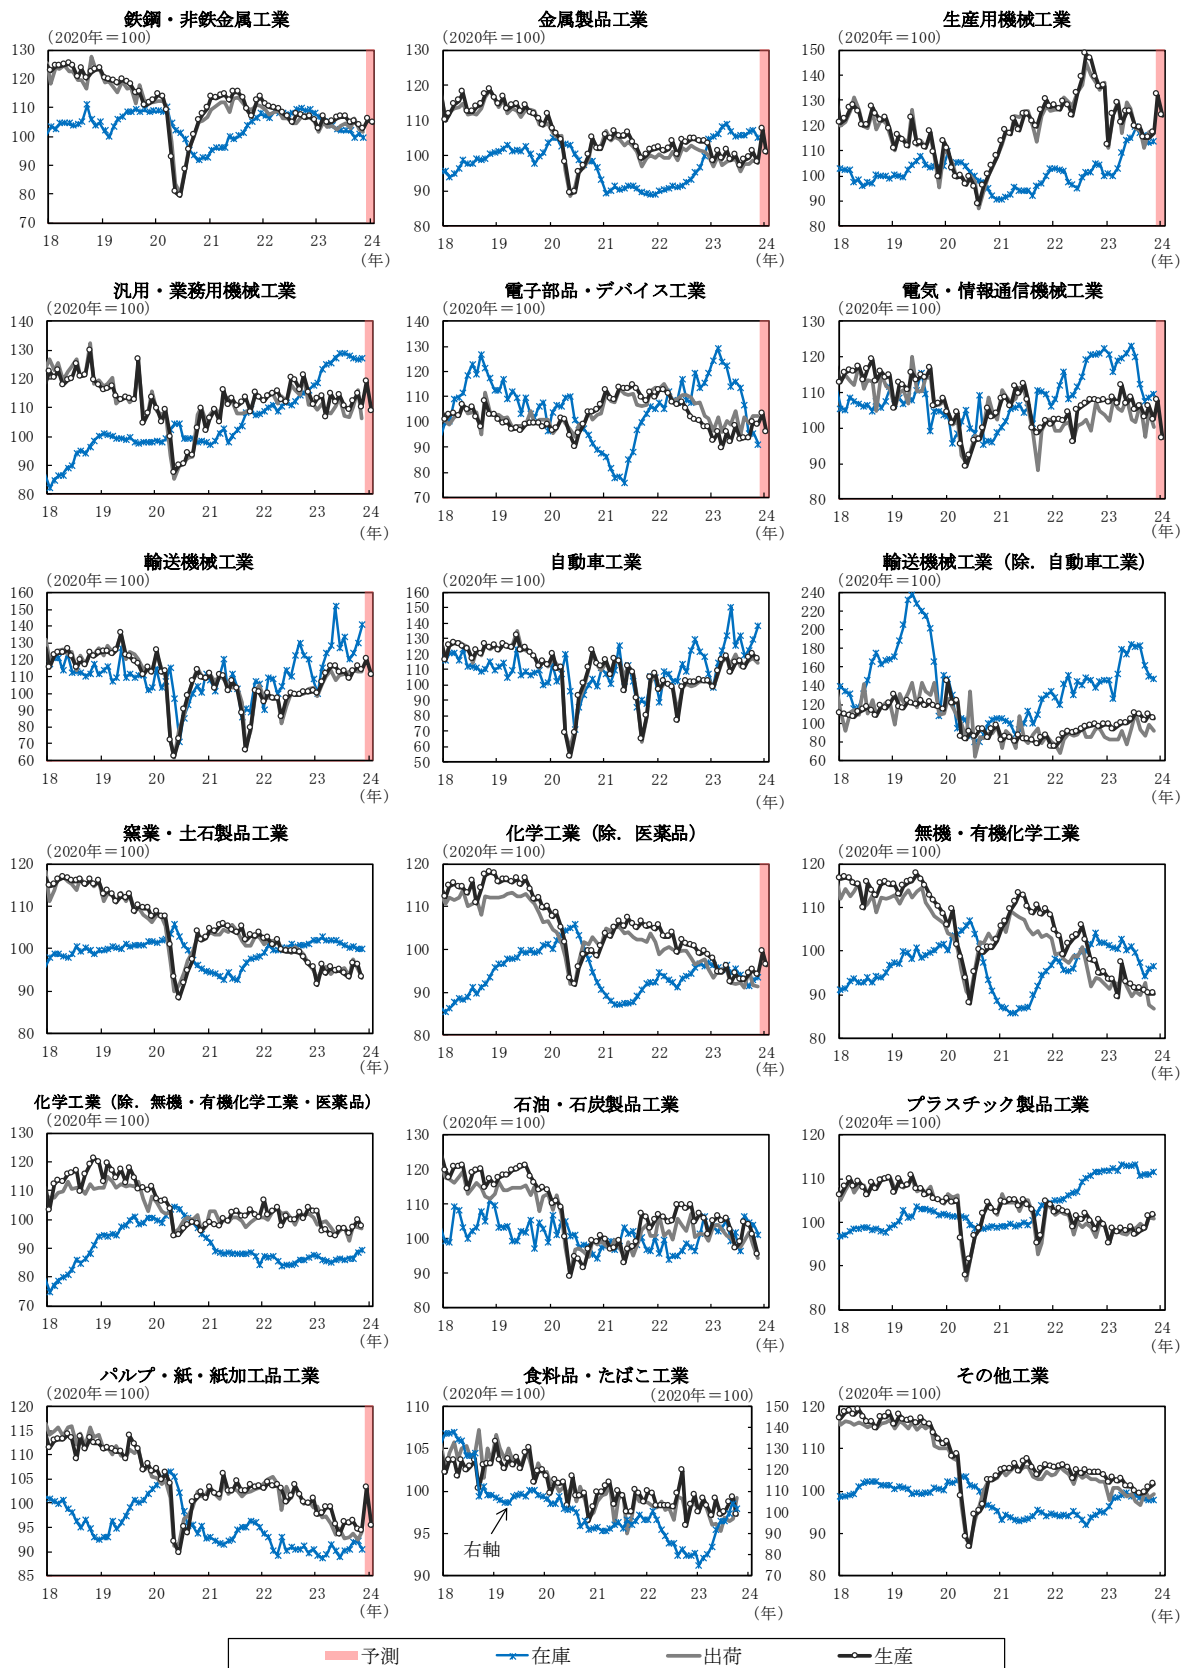 鉄鋼・非鉄金属工業
(2020年=100)
130
120
110
100
90
80
70
18 19 20 21 22 23 24
(年)
金属製品工業
(2020年=100)
130
120
110
100
90
80
18 19 20 21 22 23 24
(年)
生産用機械工業
(2020年=100)
150
140
130
120
110
100
90
80
18 19 20 21 22 23 24
(年)
汎用・業務用機械工業
(2020年=100)
140
130
120
110
100
90
80
18 19 20 21 22 23 24
(年)
電子部品・デバイス工業
(2020年=100)
140
130
120
110
100
90
80
70
18 19 20 21 22 23 24
(年)
電気・情報通信機械工業
(2020年=100)
130
120
110
100
90
80
18 19 20 21 22 23 24
(年)
輸送機械工業
(2020年=100)
160
150
140
130
120
110
100
90
80
70
60
18 19 20 21 22 23 24
(年)
自動車工業
(2020年=100)
160
150
140
130
120
110
100
90
80
70
60
50
18 19 20 21 22 23 24
(年)
輸送機械工業(除．自動車工業)
(2020年=100)
240
220
200
180
160
140
120
100
80
60
18 19 20 21 22 23 24
(年)
窯業・土石製品工業
(2020年=100)
120
110
100
90
80
18 19 20 21 22 23 24
(年)
化学工業(除．医薬品)
(2020年=100)
120
110
100
90
80
18 19 20 21 22 23 24
(年)
無機・有機化学工業
(2020年=100)
120
110
100
90
80
18 19 20 21 22 23 24
(年)
化学工業(除．無機・有機化学工業・医薬品)
(2020年=100)
130
120
110
100
90
80
70
18 19 20 21 22 23 24
(年)
石油・石炭製品工業
(2020年=100)
130
120
110
100
90
80
18 19 20 21 22 23 24
(年)
プラスチック製品工業
(2020年=100)
120
110
100
90
80
18 19 20 21 22 23 24
(年)
パルプ・紙・紙加工品工業
(2020年=100)
120
115
110
105
100
95
90
85
18 19 20 21 22 23 24
(年)
食料品・たばこ工業
(2020年=100) (2020年=100)
110
105
100
95
90
150
140
130
120
110
100
90
80
70
右軸
18 19 20 21 22 23 24
(年)
その他工業
(2020年=100)
120
110
100
90
80
18 19 20 21 22 23 24
(年)
予測 在庫 出荷 生産